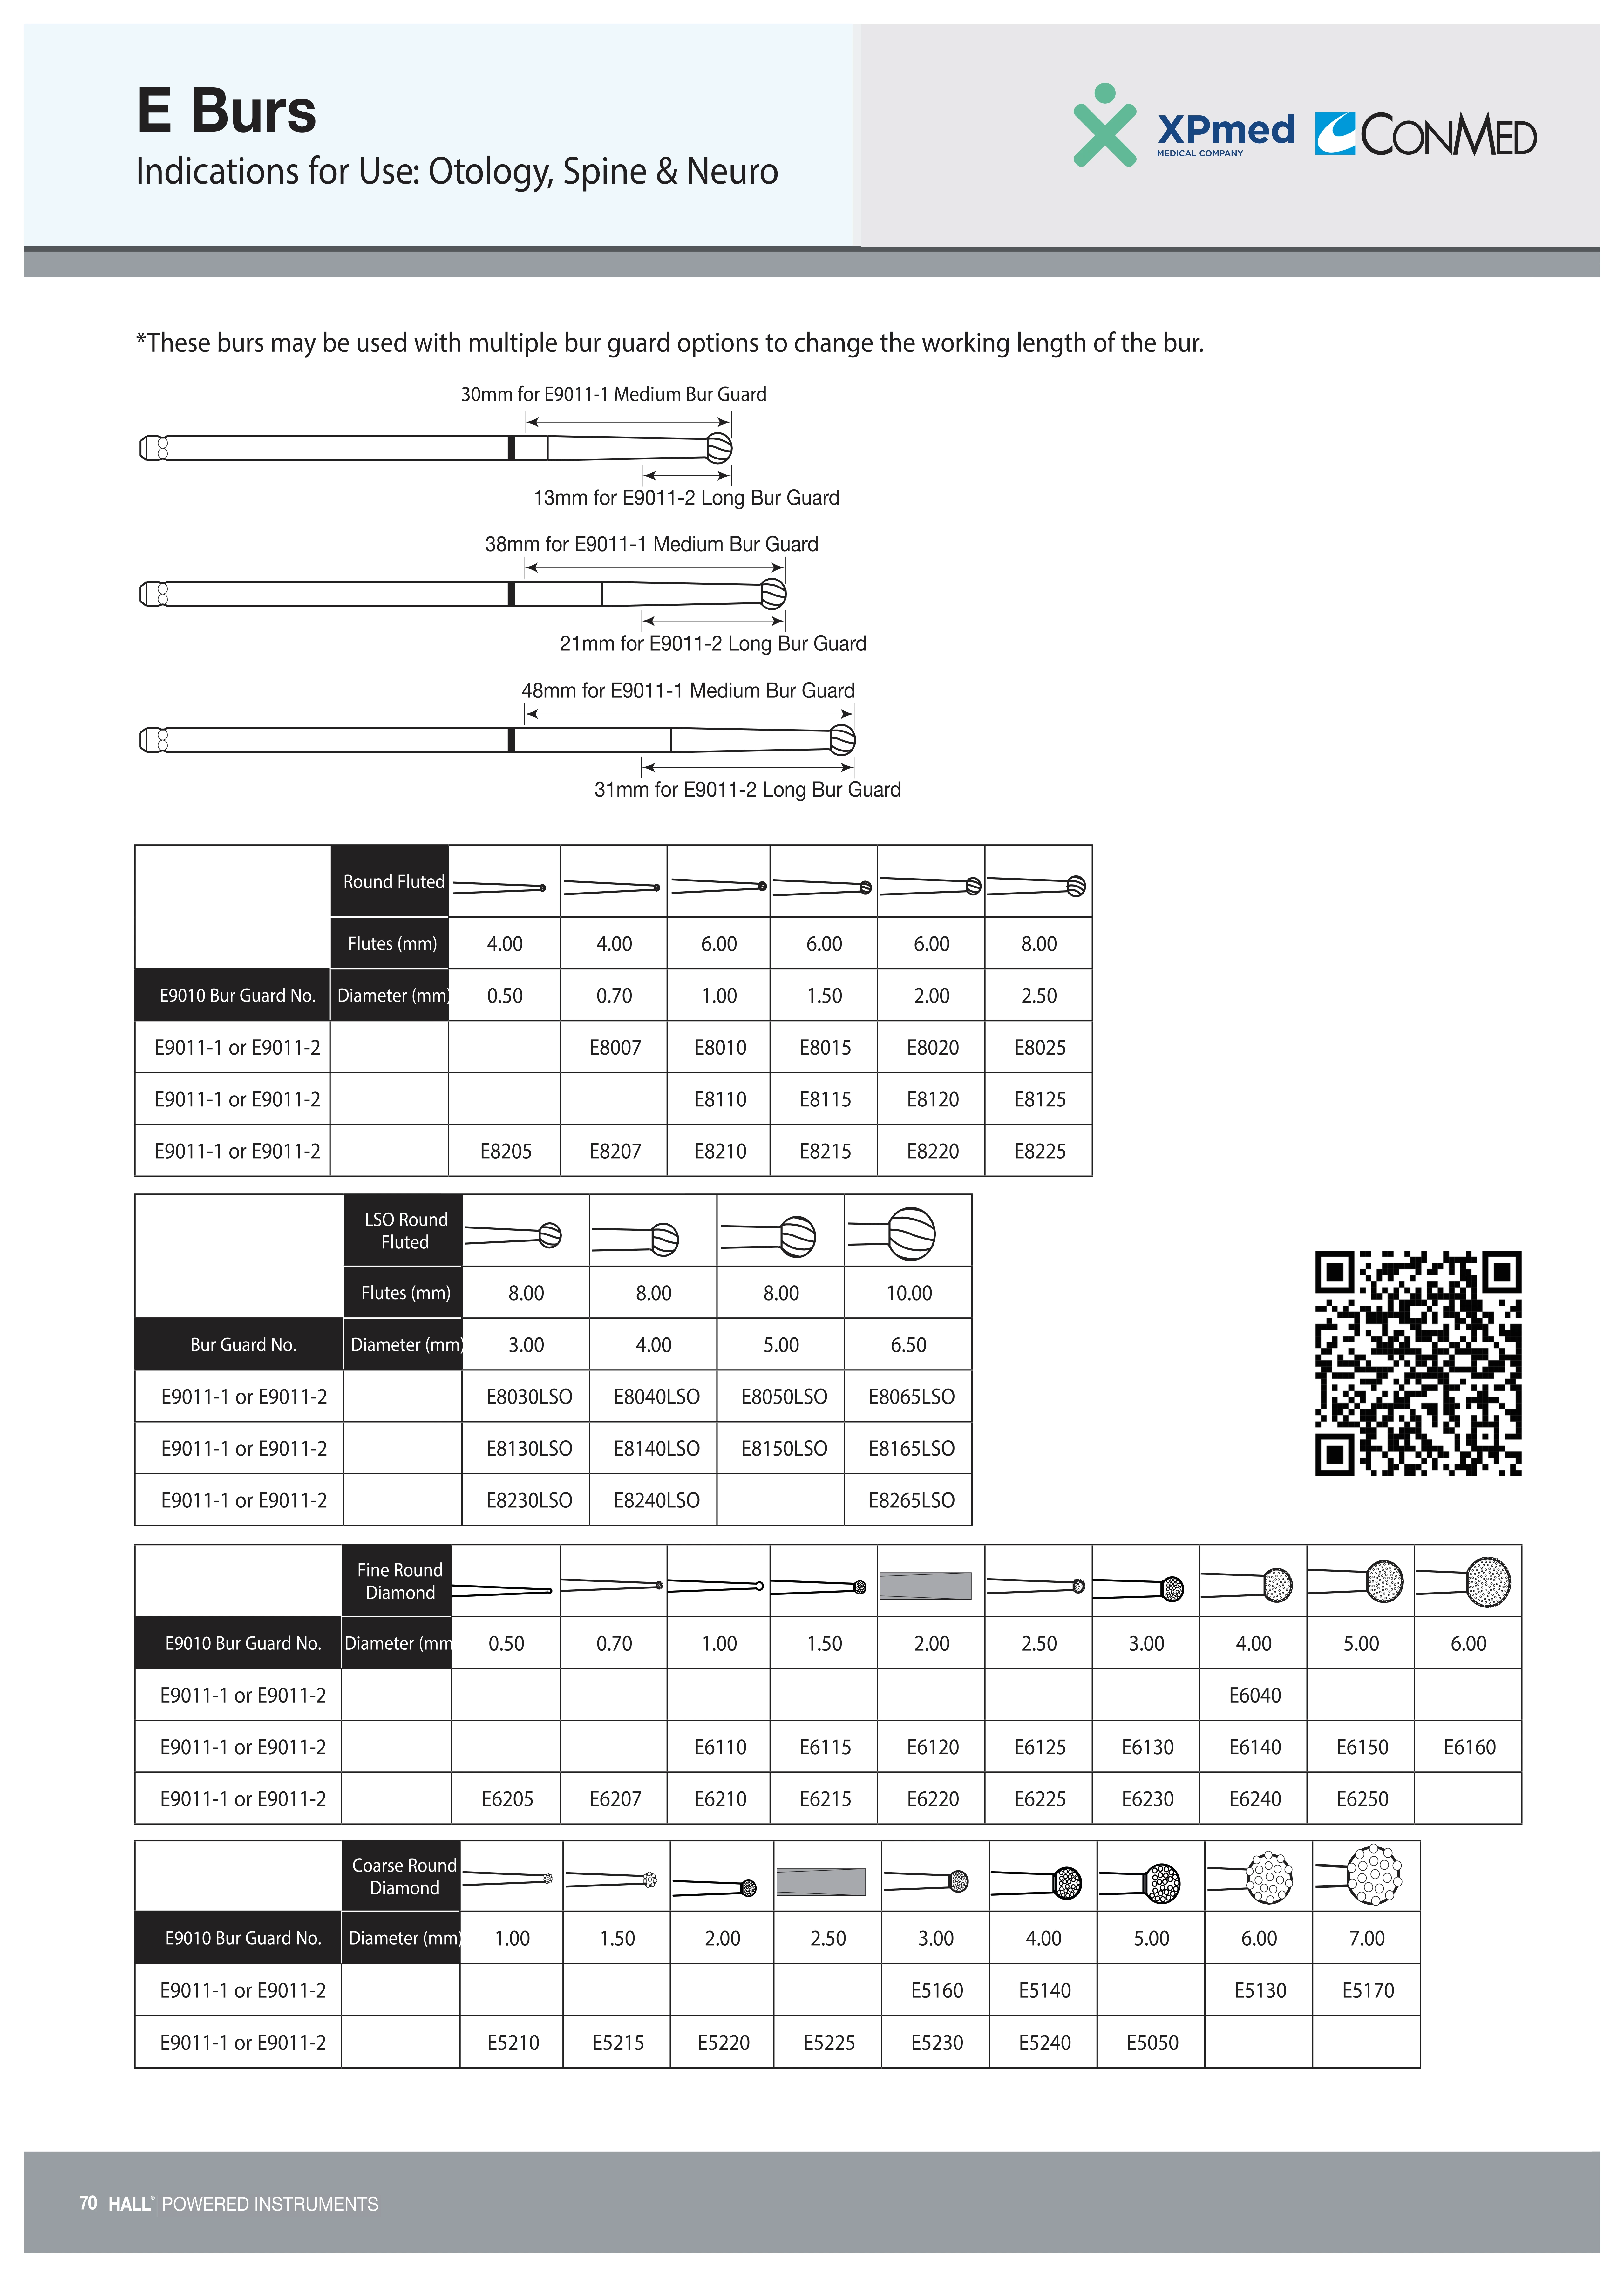 E Burs
Indications for Use: Otology, Spine & Neuro
XPmed
MEDICAL COMPANY
CONMED
*These burs may be used with multiple bur guard options to change the working length of the bur.
30mm for E9011-1 Medium Bur Guard
13mm for E9011-2 Long Bur Guard
38mm for E9011-1 Medium Bur Guard
21mm for E9011-2 Long Bur Guard
48mm for E9011-1 Medium Bur Guard
31mm for E9011-2 Long Bur Guard
Round Fluted
Flutes (mm) 4.00 4.00 6.00 6.00 6.00 8.00
E9010 Bur Guard No. Diameter (mm) 0.50 0.70 1.00 1.50 2.00 2.50
E9011-1 or E9011-2 E8007 E8010 E8015 E8020 E8025
E9011-1 or E9011-2 E8110 E8115 E8120 E8125
E9011-1 or E9011-2 E8205 E8207 E8210 E8215 E8220 E8225
LSO Round
Fluted
Flutes (mm) 8.00 8.00 8.00 10.00
Bur Guard No. Diameter (mm) 3.00 4.00 5.00 6.50
E9011-1 or E9011-2 E8030LSO E8040LSO E8050LSO E8065LSO
E9011-1 or E9011-2 E8130LSO E8140LSO E8150LSO E8165LSO
E9011-1 or E9011-2 E8230LSO E8240LSO E8265LSO
Fine Round
Diamond
E9010 Bur Guard No. Diameter (mm 0.50 0.70 1.00 1.50 2.00 2.50 3.00 4.00 5.00 6.00
E9011-1 or E9011-2 E6040
E9011-1 or E9011-2 E6110 E6115 E6120 E6125 E6130 E6140 E6150 E6160
E9011-1 or E9011-2 E6205 E6207 E6210 E6215 E6220 E6225 E6230 E6240 E6250
Coarse Round
Diamond
E9010 Bur Guard No. Diameter (mm) 1.00 1.50 2.00 2.50 3.00 4.00 5.00 6.00 7.00
E9011-1 or E9011-2 E5160 E5140 E5130 E5170
E9011-1 or E9011-2 E5210 E5215 E5220 E5225 E5230 E5240 E5050
70 HALL® POWERED INSTRUMENTS